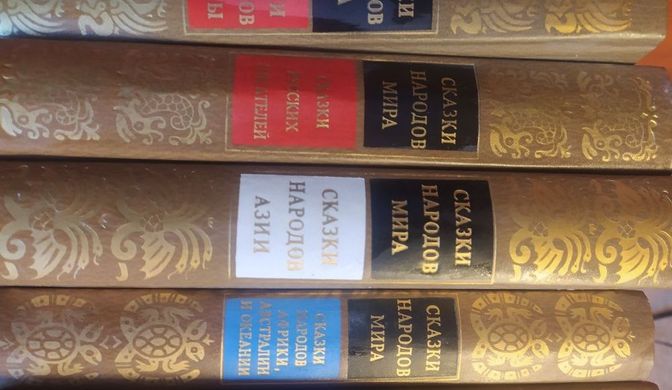 СКАЗКИ
НАРОДОВ
МИРА
СКАЗКИ
РУССКИХ
ПИСАТЕЛЕЙ
СКАЗКИ
НАРОДОВ
МИРА
СКАЗКИ
НАРОДОВ
АЗИИ
СКАЗКИ
НАРОДОВ
МИРА
СКАЗКИ
НАРОДОВ
АФРИКИ,
АВСТРАЛИИ
И ОКЕАНИИ